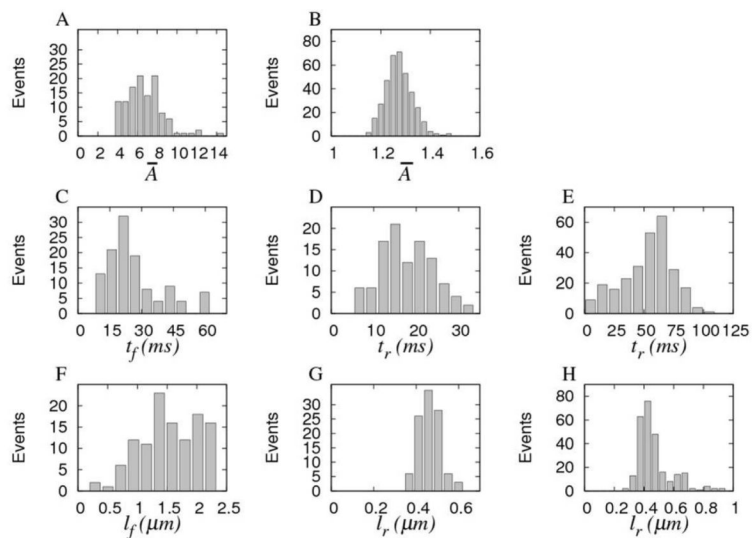 A
Events
30
25
20
15
10
5
0
0 2 4 6 8 10 12 14
A
B
Events
80
60
40
20
0
1 1.2 1.4 1.6
A
C
Events
30
25
20
15
10
5
0
0 15 30 45 60
t_f (ms)
D
Events
25
20
15
10
5
0
0 10 20 30
t_r (ms)
E
Events
60
40
20
0
0 25 50 75 100 125
t_r (ms)
F
Events
20
15
10
5
0
0 0.5 1 1.5 2 2.5
l_f (μm)
G
Events
30
25
20
15
10
5
0
0 0.2 0.4 0.6
l_r (μm)
H
Events
80
60
40
20
0
0 0.2 0.4 0.6 0.8 1
l_r (μm)